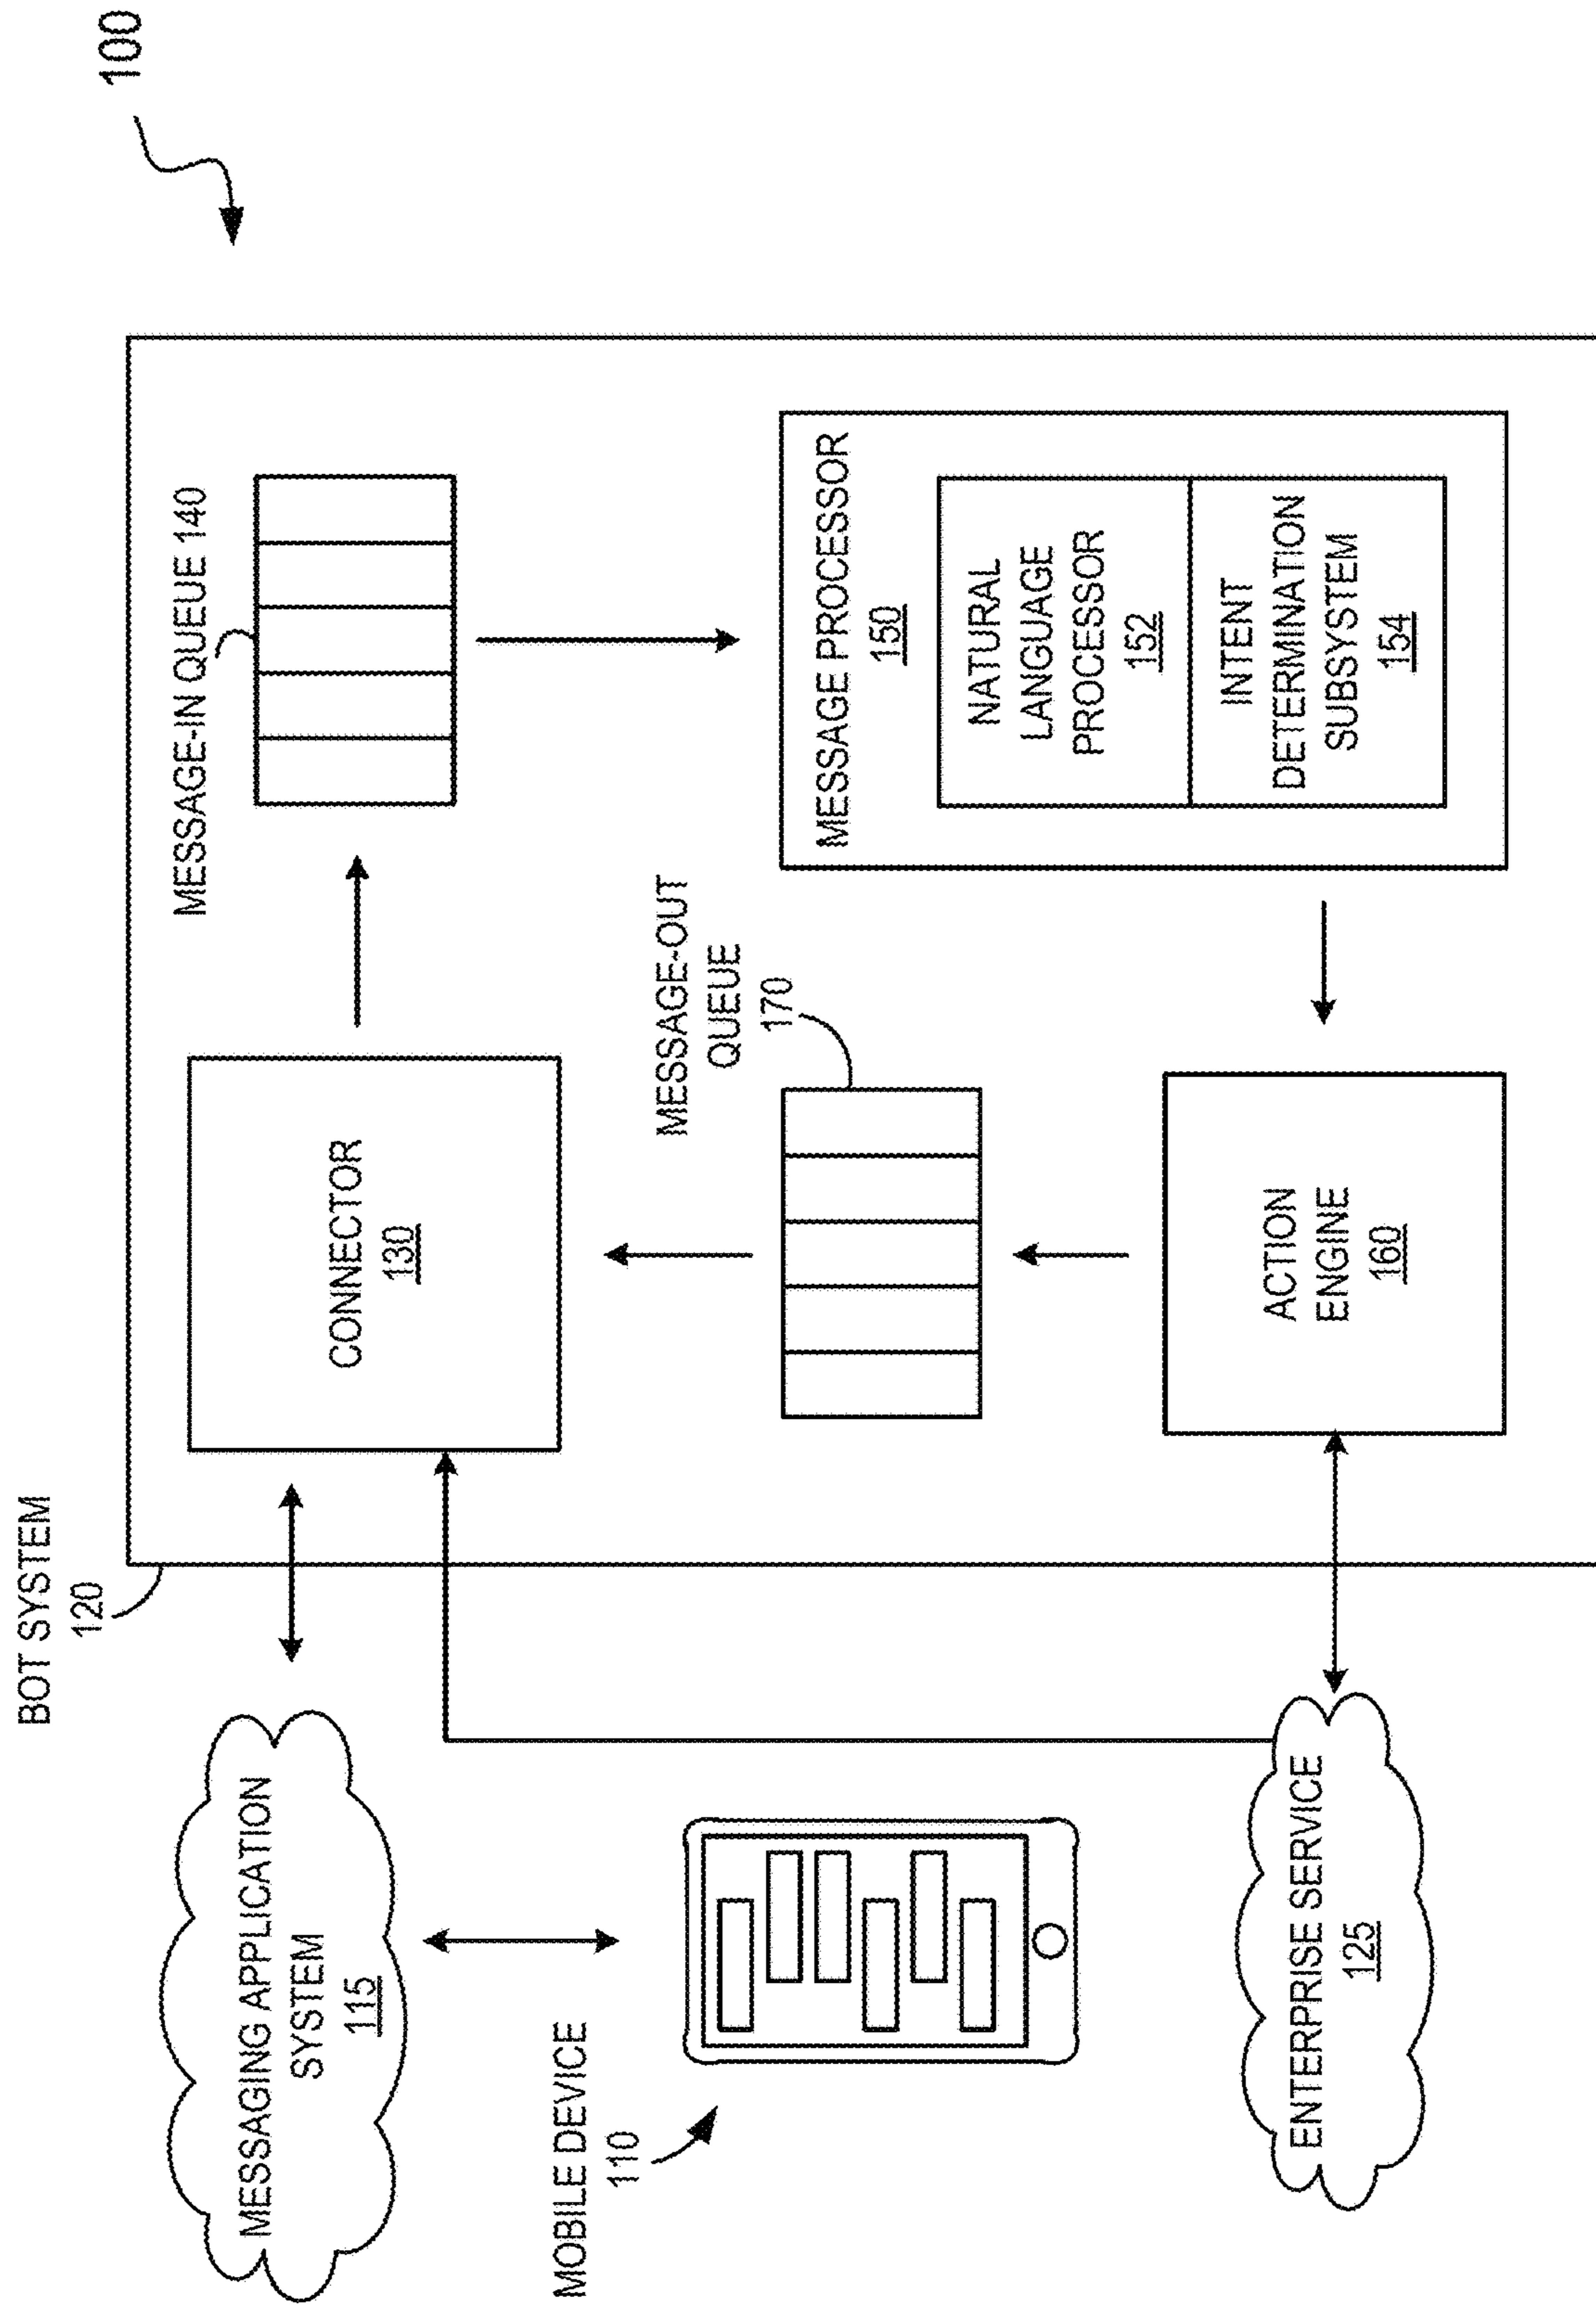 100
BOT SYSTEM
120
MESSAGING APPLICATION
SYSTEM
115
MOBILE DEVICE
110
ENTERPRISE SERVICE
125
CONNECTOR
130
MESSAGE-IN QUEUE 140
MESSAGE-OUT
QUEUE
170
MESSAGE PROCESSOR
150
NATURAL
LANGUAGE
PROCESSOR
152
INTENT
DETERMINATION
SUBSYSTEM
154
ACTION
ENGINE
160